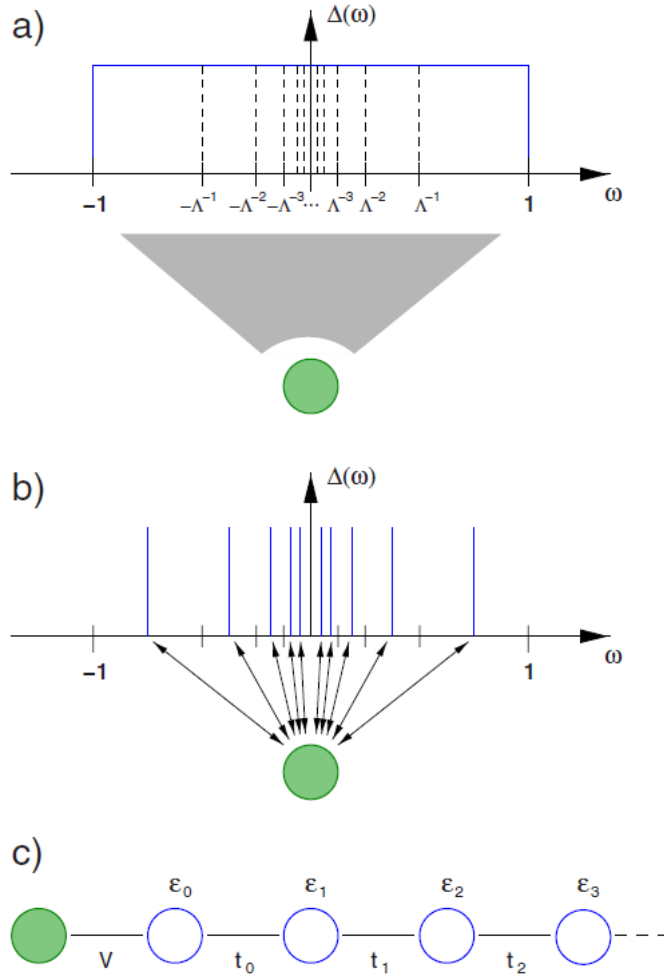 a)
Δ(ω)
−1 −Λ⁻¹ −Λ⁻² −Λ⁻³ ... Λ⁻³ Λ⁻² Λ⁻¹ 1 ω
b)
Δ(ω)
−1 1 ω
c)
ε₀ ε₁ ε₂ ε₃
V t₀ t₁ t₂